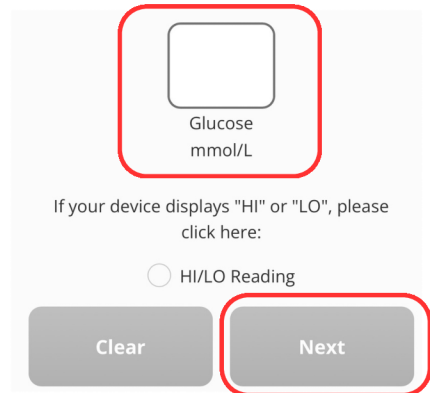 Glucose
mmol/L
If your device displays "HI" or "LO", please
click here:
HI/LO Reading
Clear
Next